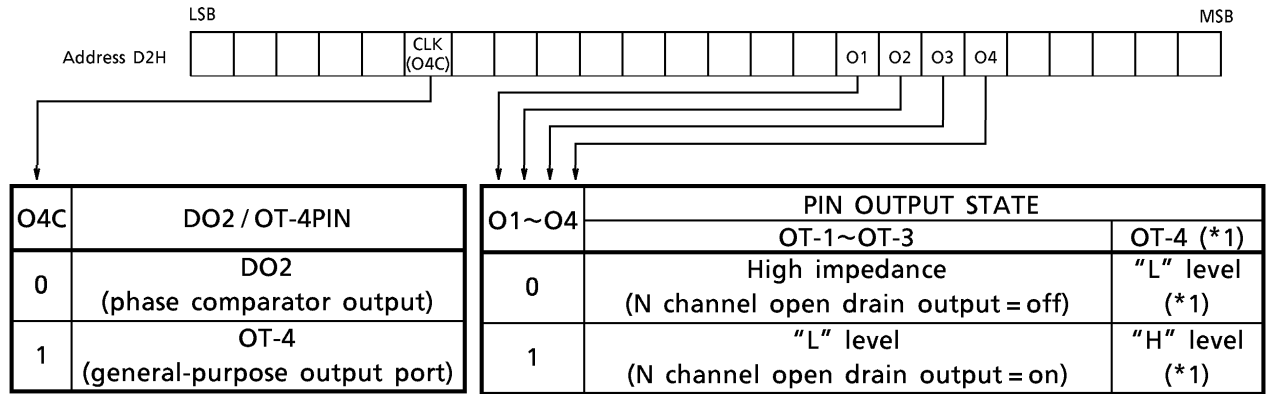 LSB MSB
Address D2H CLK (O4C) O1 O2 O3 O4
O4C DO2 / OT-4PIN
0 DO2
(phase comparator output)
1 OT-4
(general-purpose output port)
O1~O4 PIN OUTPUT STATE
OT-1~OT-3 OT-4 (*1)
0 High impedance
(N channel open drain output = off) “L” level
(*1)
1 “L” level
(N channel open drain output = on) “H” level
(*1)